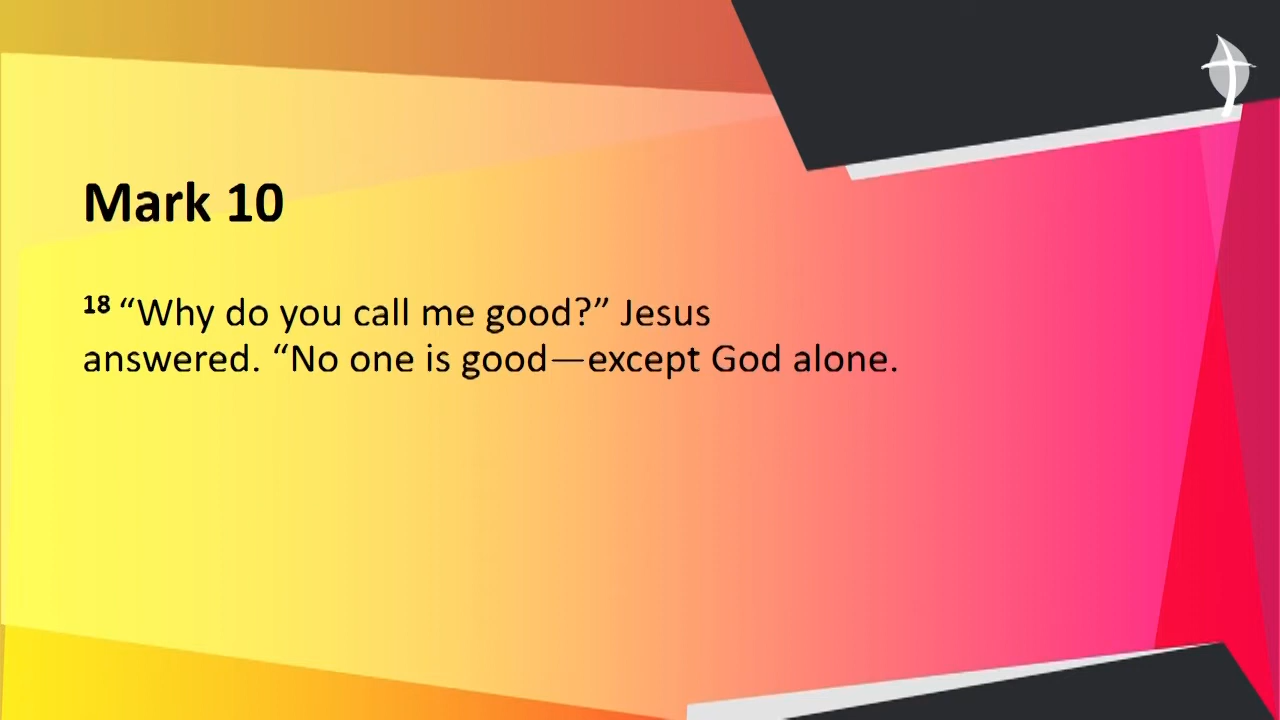 Mark 10
18 “Why do you call me good?” Jesus
answered. “No one is good—except God alone.